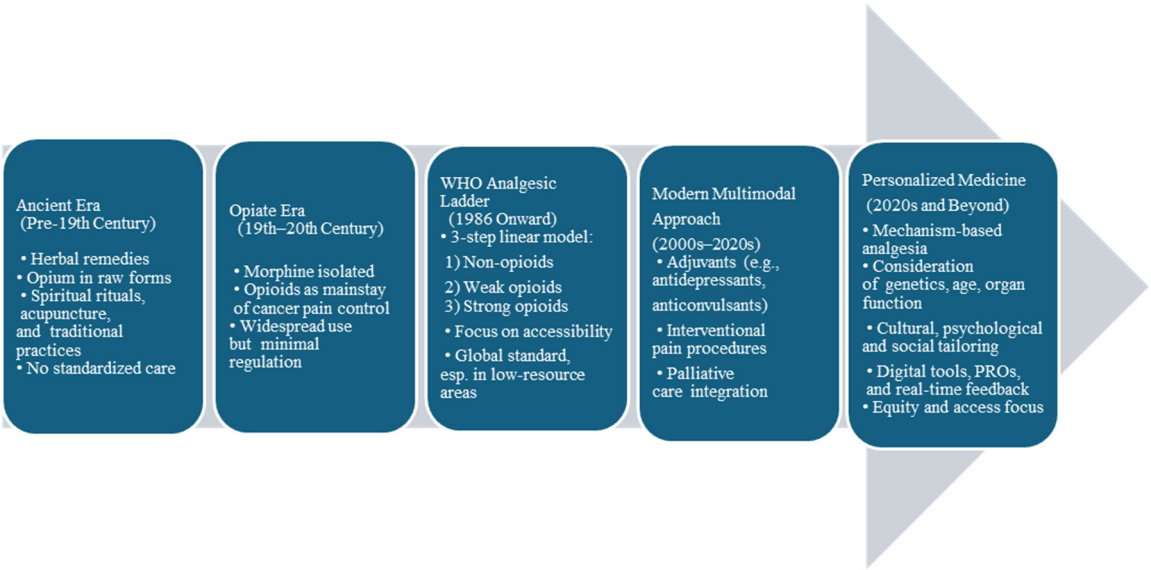 Ancient Era
(Pre-19th Century)
• Herbal remedies
• Opium in raw forms
• Spiritual rituals,
acupuncture,
and traditional
practices
• No standardized care
Opiate Era
(19th–20th Century)
• Morphine isolated
• Opioids as mainstay
of cancer pain control
• Widespread use
but minimal
regulation
WHO Analgesic
Ladder
(1986 Onward)
• 3-step linear model:
1) Non-opioids
2) Weak opioids
3) Strong opioids
• Focus on accessibility
• Global standard,
esp. in low-resource
areas
Modern Multimodal
Approach
(2000s–2020s)
• Adjuvants (e.g.,
antidepressants,
anticonvulsants)
• Interventional
pain procedures
• Palliative
care integration
Personalized Medicine
(2020s and Beyond)
• Mechanism-based
analgesia
• Consideration
of genetics, age, organ
function
• Cultural, psychological
and social tailoring
• Digital tools, PROs,
and real-time feedback
• Equity and access focus